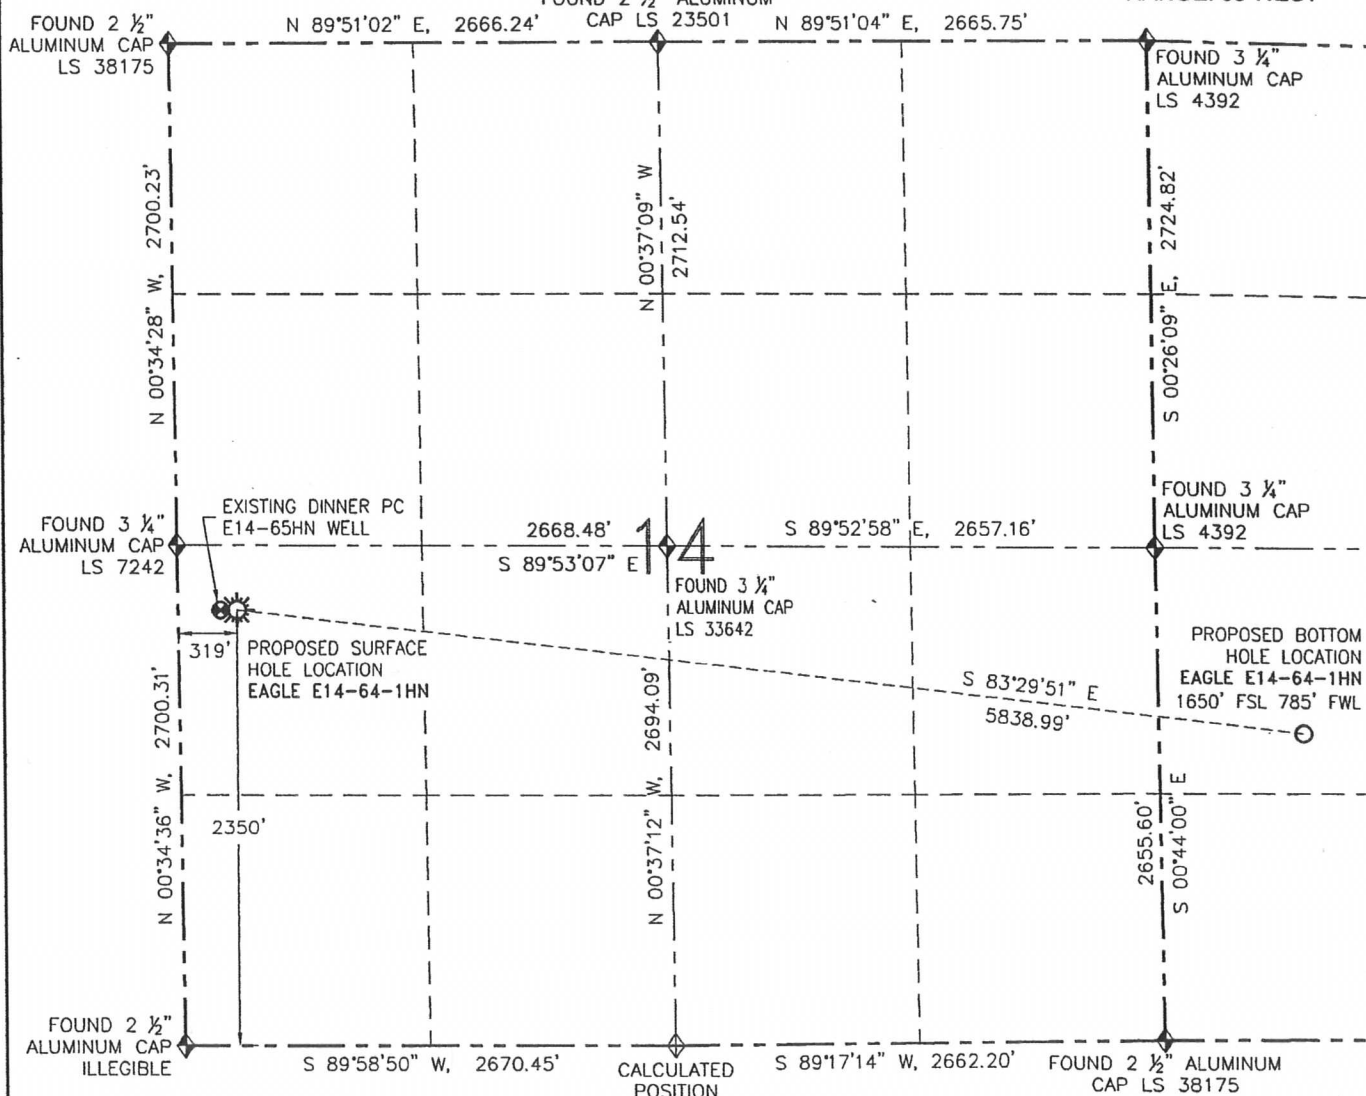 FOUND 2 ½" ALUMINUM
CAP LS 23501
FOUND 2 ½"
ALUMINUM CAP
LS 38175
N 89°51'02" E, 2666.24'
N 89°51'04" E, 2665.75'
FOUND 3 ¼"
ALUMINUM CAP
LS 4392
N 00°34'28" W, 2700.23'
N 00°37'09" W
2712.54'
S 00°26'09" E, 2724.82'
EXISTING DINNER PC
E14-65HN WELL
FOUND 3 ¼"
ALUMINUM CAP
LS 7242
2668.48'
S 89°53'07" E
14
S 89°52'58" E, 2657.16'
FOUND 3 ¼"
ALUMINUM CAP
LS 4392
FOUND 3 ¼"
ALUMINUM CAP
LS 33642
319'
PROPOSED SURFACE
HOLE LOCATION
EAGLE E14-64-1HN
PROPOSED BOTTOM
HOLE LOCATION
EAGLE E14-64-1HN
1650' FSL 785' FWL
S 83°29'51" E
5838.99'
N 00°34'36" W, 2700.31'
2350'
N 00°37'12" W, 2694.09'
2655.60'
S 00°44'00" E
FOUND 2 ½"
ALUMINUM CAP
ILLEGIBLE
S 89°58'50" W, 2670.45'
CALCULATED
POSITION
S 89°17'14" W, 2662.20'
FOUND 2 ½" ALUMINUM
CAP LS 38175